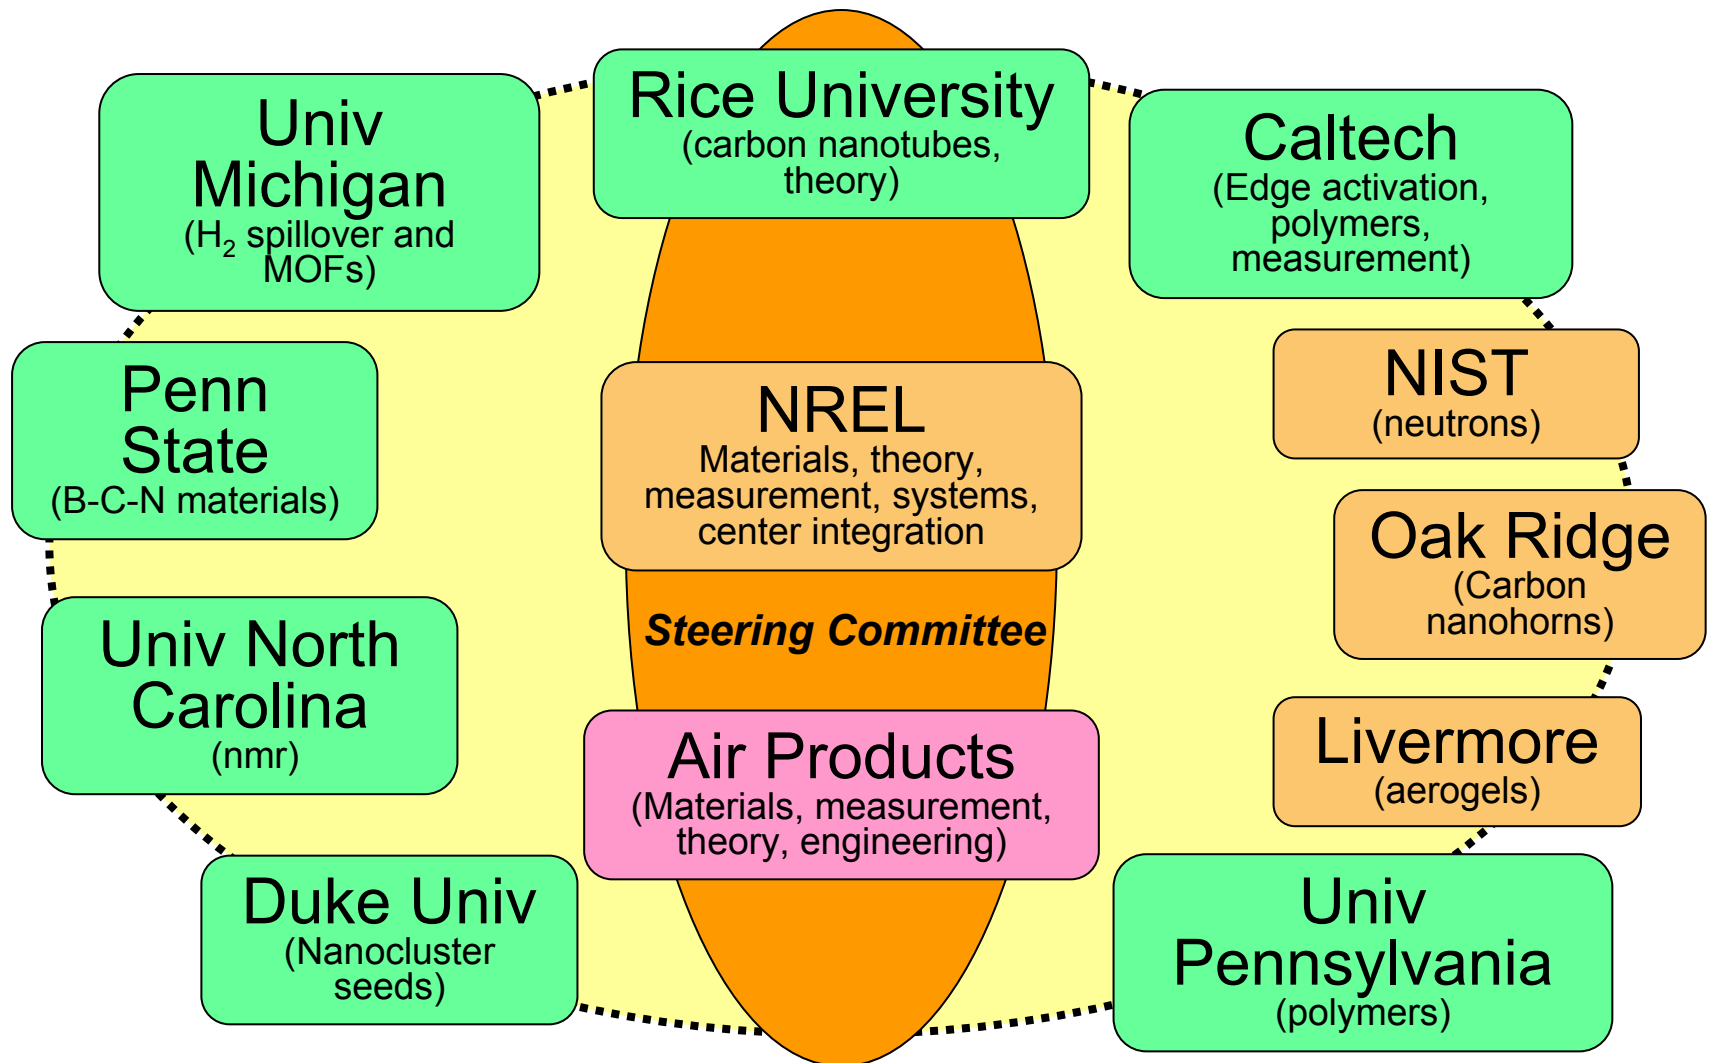 Rice University
(carbon nanotubes,
theory)
Univ
Michigan
(H₂ spillover and
MOFs)
Caltech
(Edge activation,
polymers,
measurement)
Penn
State
(B-C-N materials)
NREL
Materials, theory,
measurement, systems,
center integration
NIST
(neutrons)
Oak Ridge
(Carbon
nanohorns)
Steering Committee
Univ North
Carolina
(nmr)
Air Products
(Materials, measurement,
theory, engineering)
Livermore
(aerogels)
Duke Univ
(Nanocluster
seeds)
Univ
Pennsylvania
(polymers)